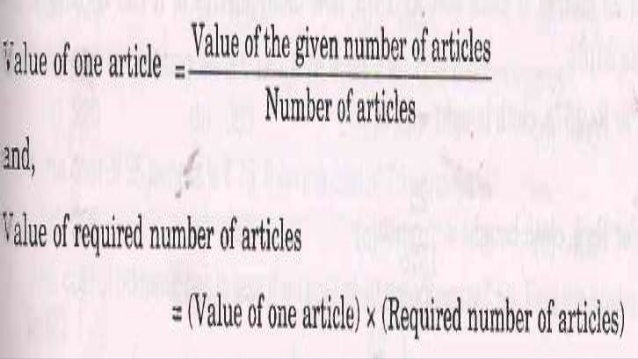 Value of one article = Value of the given number of articles
Number of articles
and,
Value of required number of articles
= (Value of one article) × (Required number of articles)